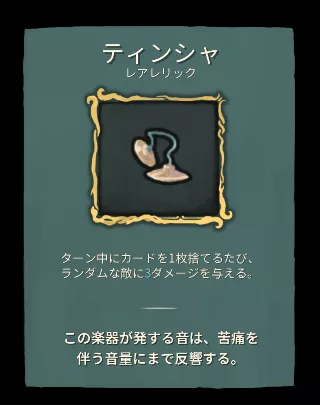 ティンシャ
レアレリック
ターン中にカードを1枚捨てるたび、
ランダムな敵に3ダメージを与える。
この楽器が発する音は、苦痛を
伴う音量にまで反響する。